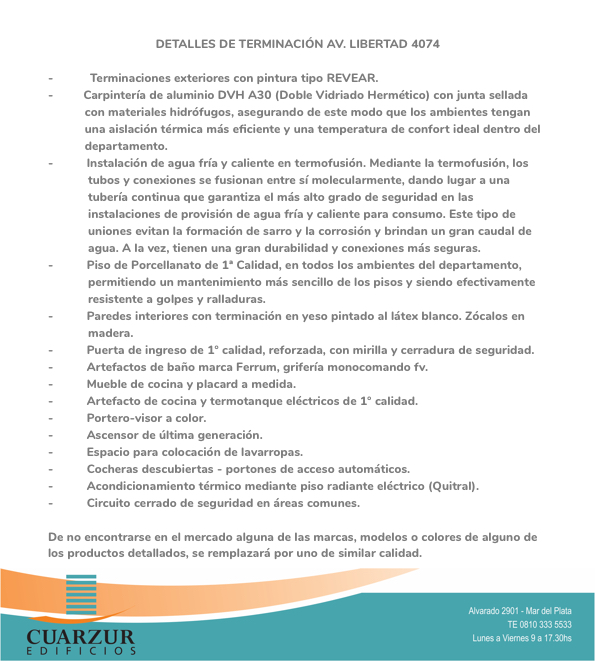 DETALLES DE TERMINACIÓN AV. LIBERTAD 4074
- Terminaciones exteriores con pintura tipo REVEAR.
- Carpintería de aluminio DVH A30 (Doble Vidriado Hermético) con junta sellada
con materiales hidrófugos, asegurando de este modo que los ambientes tengan
una aislación térmica más eficiente y una temperatura de confort ideal dentro del
departamento.
- Instalación de agua fría y caliente en termofusión. Mediante la termofusión, los
tubos y conexiones se fusionan entre sí molecularmente, dando lugar a una
tubería continua que garantiza el más alto grado de seguridad en las
instalaciones de provisión de agua fría y caliente para consumo. Este tipo de
uniones evitan la formación de sarro y la corrosión y brindan un gran caudal de
agua. A la vez, tienen una gran durabilidad y conexiones más seguras.
- Piso de Porcellanato de 1ª Calidad, en todos los ambientes del departamento,
permitiendo un mantenimiento más sencillo de los pisos y siendo efectivamente
resistente a golpes y ralladuras.
- Paredes interiores con terminación en yeso pintado al látex blanco. Zócalos en
madera.
- Puerta de ingreso de 1° calidad, reforzada, con mirilla y cerradura de seguridad.
- Artefactos de baño marca Ferrum, grifería monocomando fv.
- Mueble de cocina y placard a medida.
- Artefacto de cocina y termotanque eléctricos de 1° calidad.
- Portero-visor a color.
- Ascensor de última generación.
- Espacio para colocación de lavarropas.
- Cocheras descubiertas - portones de acceso automáticos.
- Acondicionamiento térmico mediante piso radiante eléctrico (Quitral).
- Circuito cerrado de seguridad en áreas comunes.
De no encontrarse en el mercado alguna de las marcas, modelos o colores de alguno de
los productos detallados, se remplazará por uno de similar calidad.
Alvarado 2901 - Mar del Plata
TE 0810 333 5533
Lunes a Viernes 9 a 17.30hs
CUARZUR
EDIFICIOS